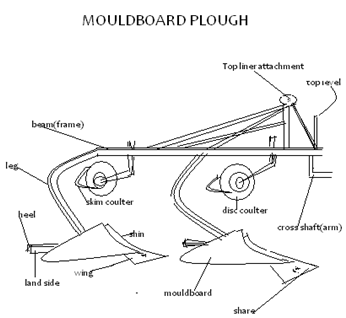 MOULDBOARD PLOUGH
Top liner attachment
top level
beam(frame)
leg
skim coulter
disc coulter
heel
shin
cross shaft(arm)
land side
wing
mouldboard
share